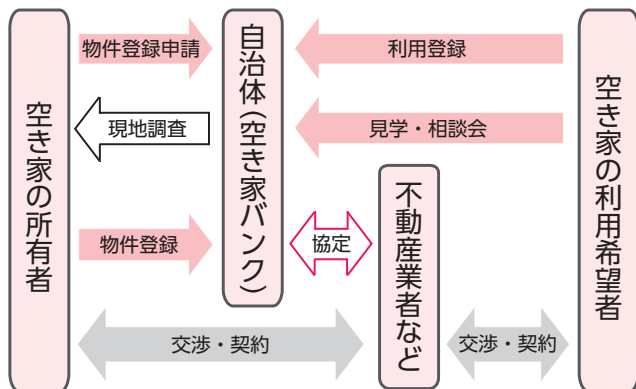 空き家の所有者
物件登録申請
現地調査
物件登録
自治体(空き家バンク)
利用登録
見学・相談会
協定
不動産業者など
交渉・契約
交渉・契約
空き家の利用希望者